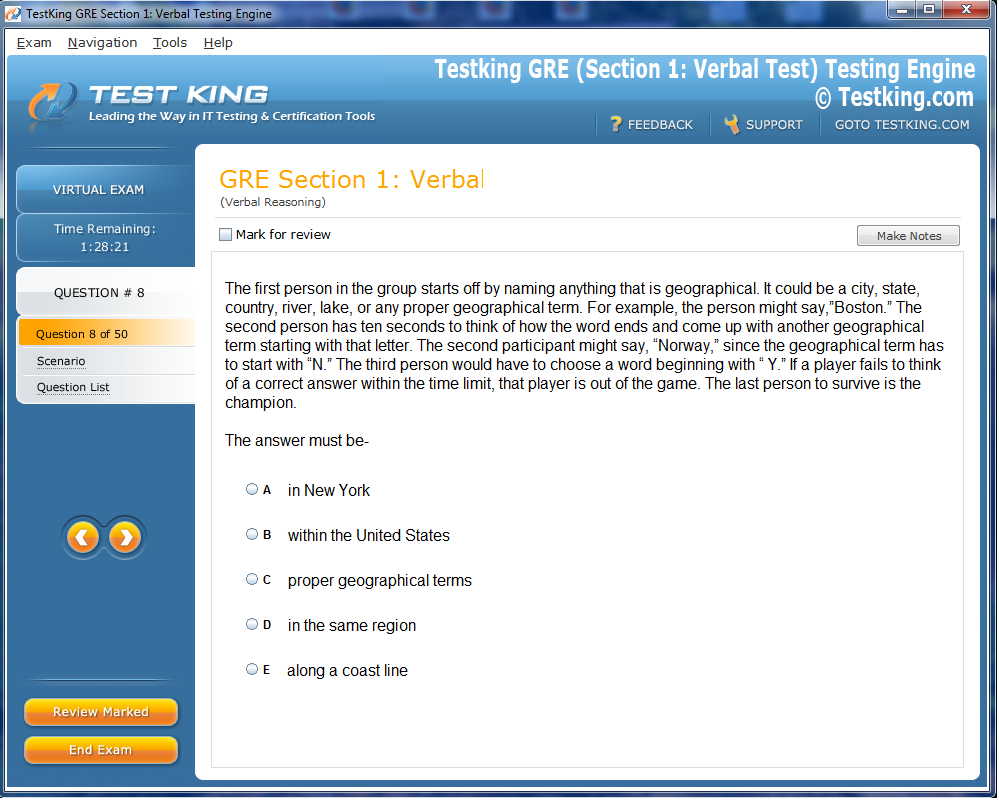 TestKing GRE Section 1: Verbal Testing Engine
Exam Navigation Tools Help
Testking GRE (Section 1: Verbal Test) Testing Engine
© Testking.com
TEST KING
Leading the Way in IT Testing & Certification Tools
? FEEDBACK SUPPORT GOTO TESTKING.COM
VIRTUAL EXAM
Time Remaining:
1:28:21
QUESTION # 8
Question 8 of 50
Scenario
Question List
Review Marked
End Exam
GRE Section 1: Verbal
(Verbal Reasoning)
Mark for review
Make Notes
The first person in the group starts off by naming anything that is geographical. It could be a city, state,
country, river, lake, or any proper geographical term. For example, the person might say,”Boston.” The
second person has ten seconds to think of how the word ends and come up with another geographical
term starting with that letter. The second participant might say, “Norway,” since the geographical term has
to start with “N.” The third person would have to choose a word beginning with “ Y.” If a player fails to think
of a correct answer within the time limit, that player is out of the game. The last person to survive is the
champion.
The answer must be-
A in New York
B within the United States
C proper geographical terms
D in the same region
E along a coast line